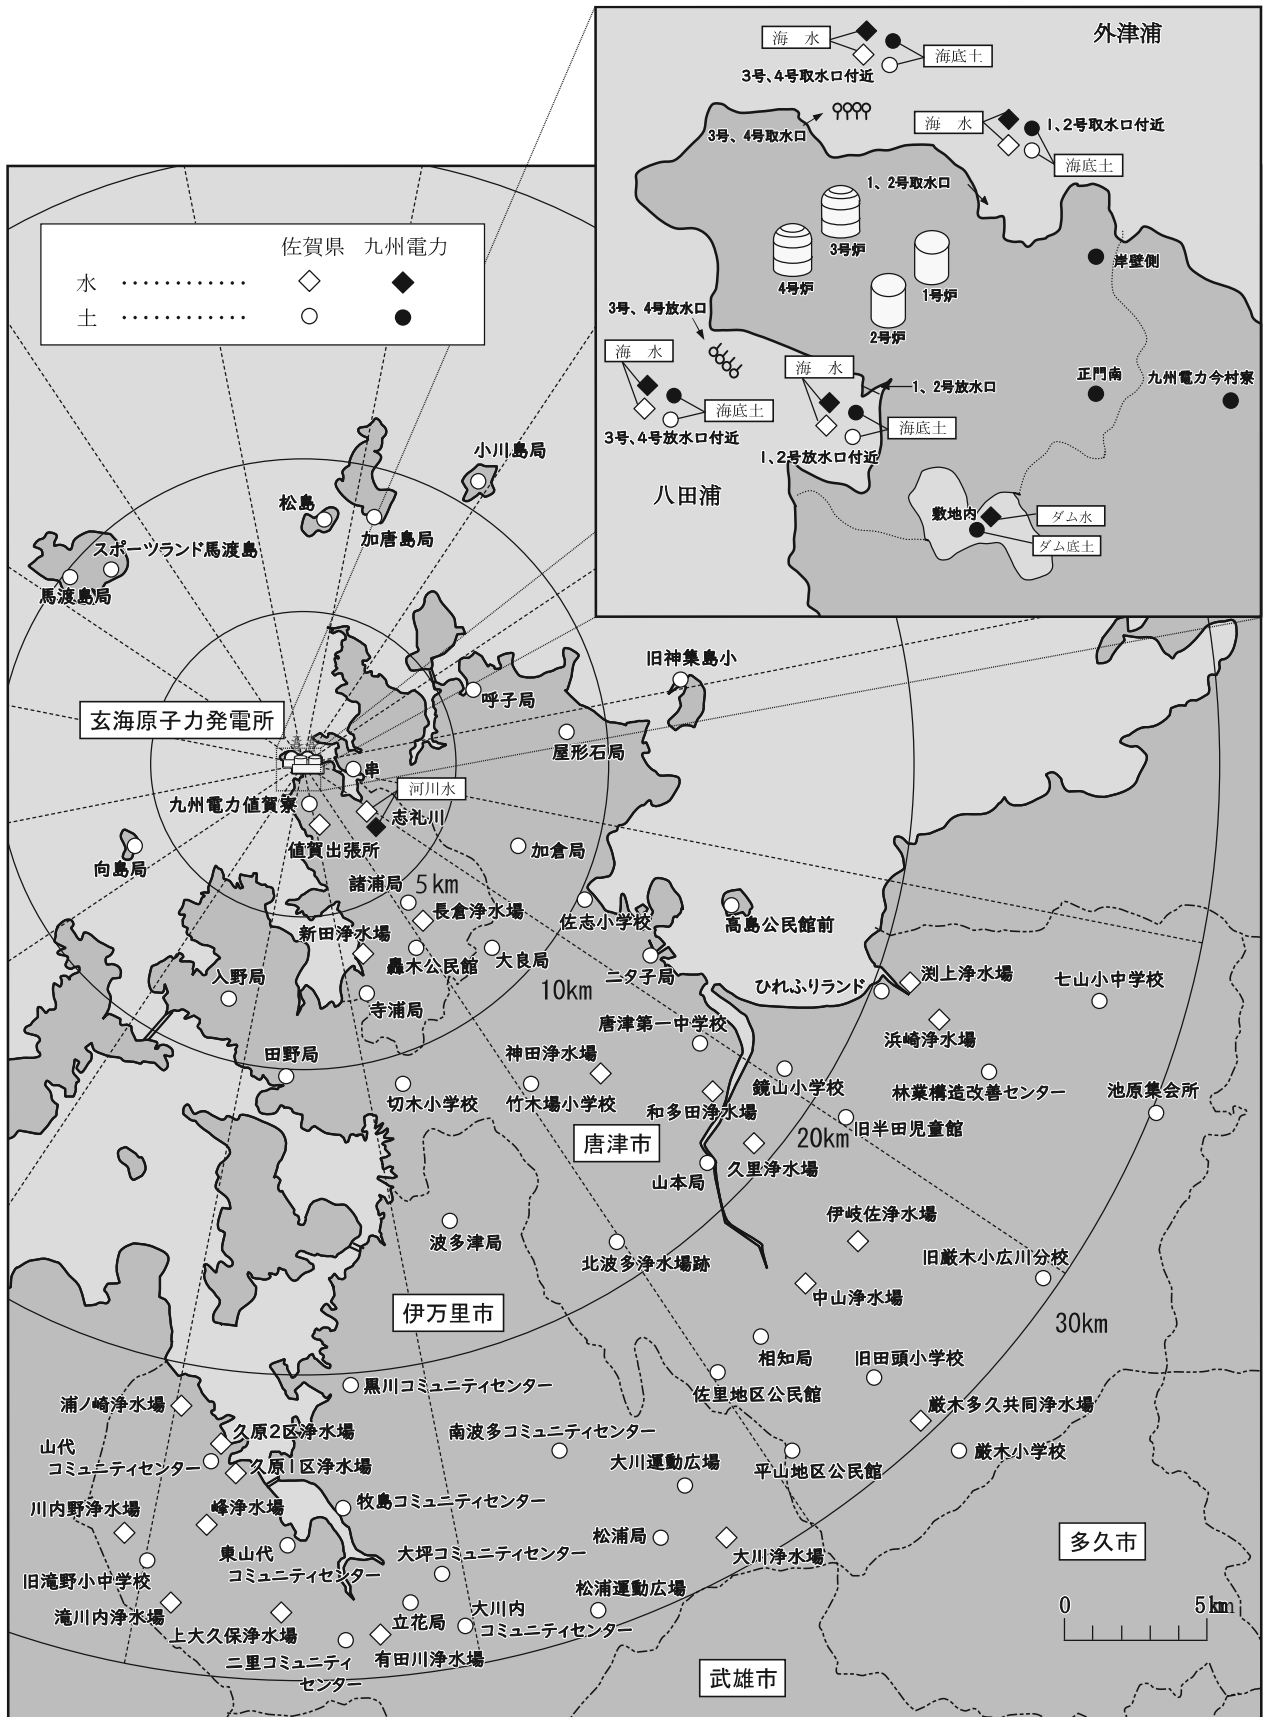 外津浦
海 水
海底土
3号、4号取水口付近
3号、4号取水口
海 水
1、2号取水口付近
海底土
1、2号取水口
3号炉
4号炉
1号炉
2号炉
岸壁側
3号、4号放水口
海 水
海底土
3号、4号放水口付近
海 水
1、2号放水口
海底土
1、2号放水口付近
正門南
九州電力今村寮
八田浦
敷地内
ダム水
ダム底土
佐賀県 九州電力
水 ············
土 ············
小川島局
松島
加唐島局
スポーツランド馬渡島
馬渡島局
旧神集島小
呼子局
玄海原子力発電所
屋形石局
串
河川水
九州電力値賀寮
志礼川
値賀出張所
向島局
加倉局
諸浦局
5km
長倉浄水場
佐志小学校
高島公民館前
新田浄水場
轟木公民館
大良局
二タ子局
入野局
10km
ひれふりランド
渕上浄水場
七山小中学校
寺浦局
唐津第一中学校
浜崎浄水場
田野局
神田浄水場
切木小学校
竹木場小学校
和多田浄水場
鏡山小学校
林業構造改善センター
池原集会所
唐津市
20km
旧半田児童館
山本局
久里浄水場
伊岐佐浄水場
波多津局
北波多浄水場跡
旧厳木小広川分校
中山浄水場
伊万里市
30km
相知局
旧田頭小学校
黒川コミュニティセンター
佐里地区公民館
浦ノ崎浄水場
厳木多久共同浄水場
久原2区浄水場
南波多コミュニティセンター
山代
コミュニティセンター
久原1区浄水場
大川運動広場
平山地区公民館
厳木小学校
川内野浄水場
峰浄水場
牧島コミュニティセンター
東山代
コミュニティセンター
松浦局
大川浄水場
多久市
大坪コミュニティセンター
旧滝野小中学校
松浦運動広場
滝川内浄水場
立花局
大川内
コミュニティセンター
0 5km
上大久保浄水場
二里コミュニティ
センター
有田川浄水場
武雄市